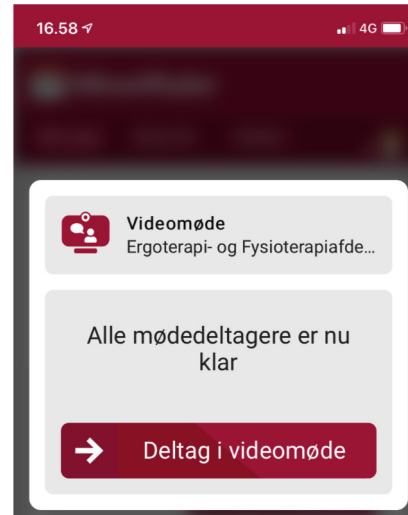 16.58
4G
Videomøde
Ergoterapi- og Fysioterapiafde...
Alle mødedeltagere er nu
klar
Deltag i videomøde